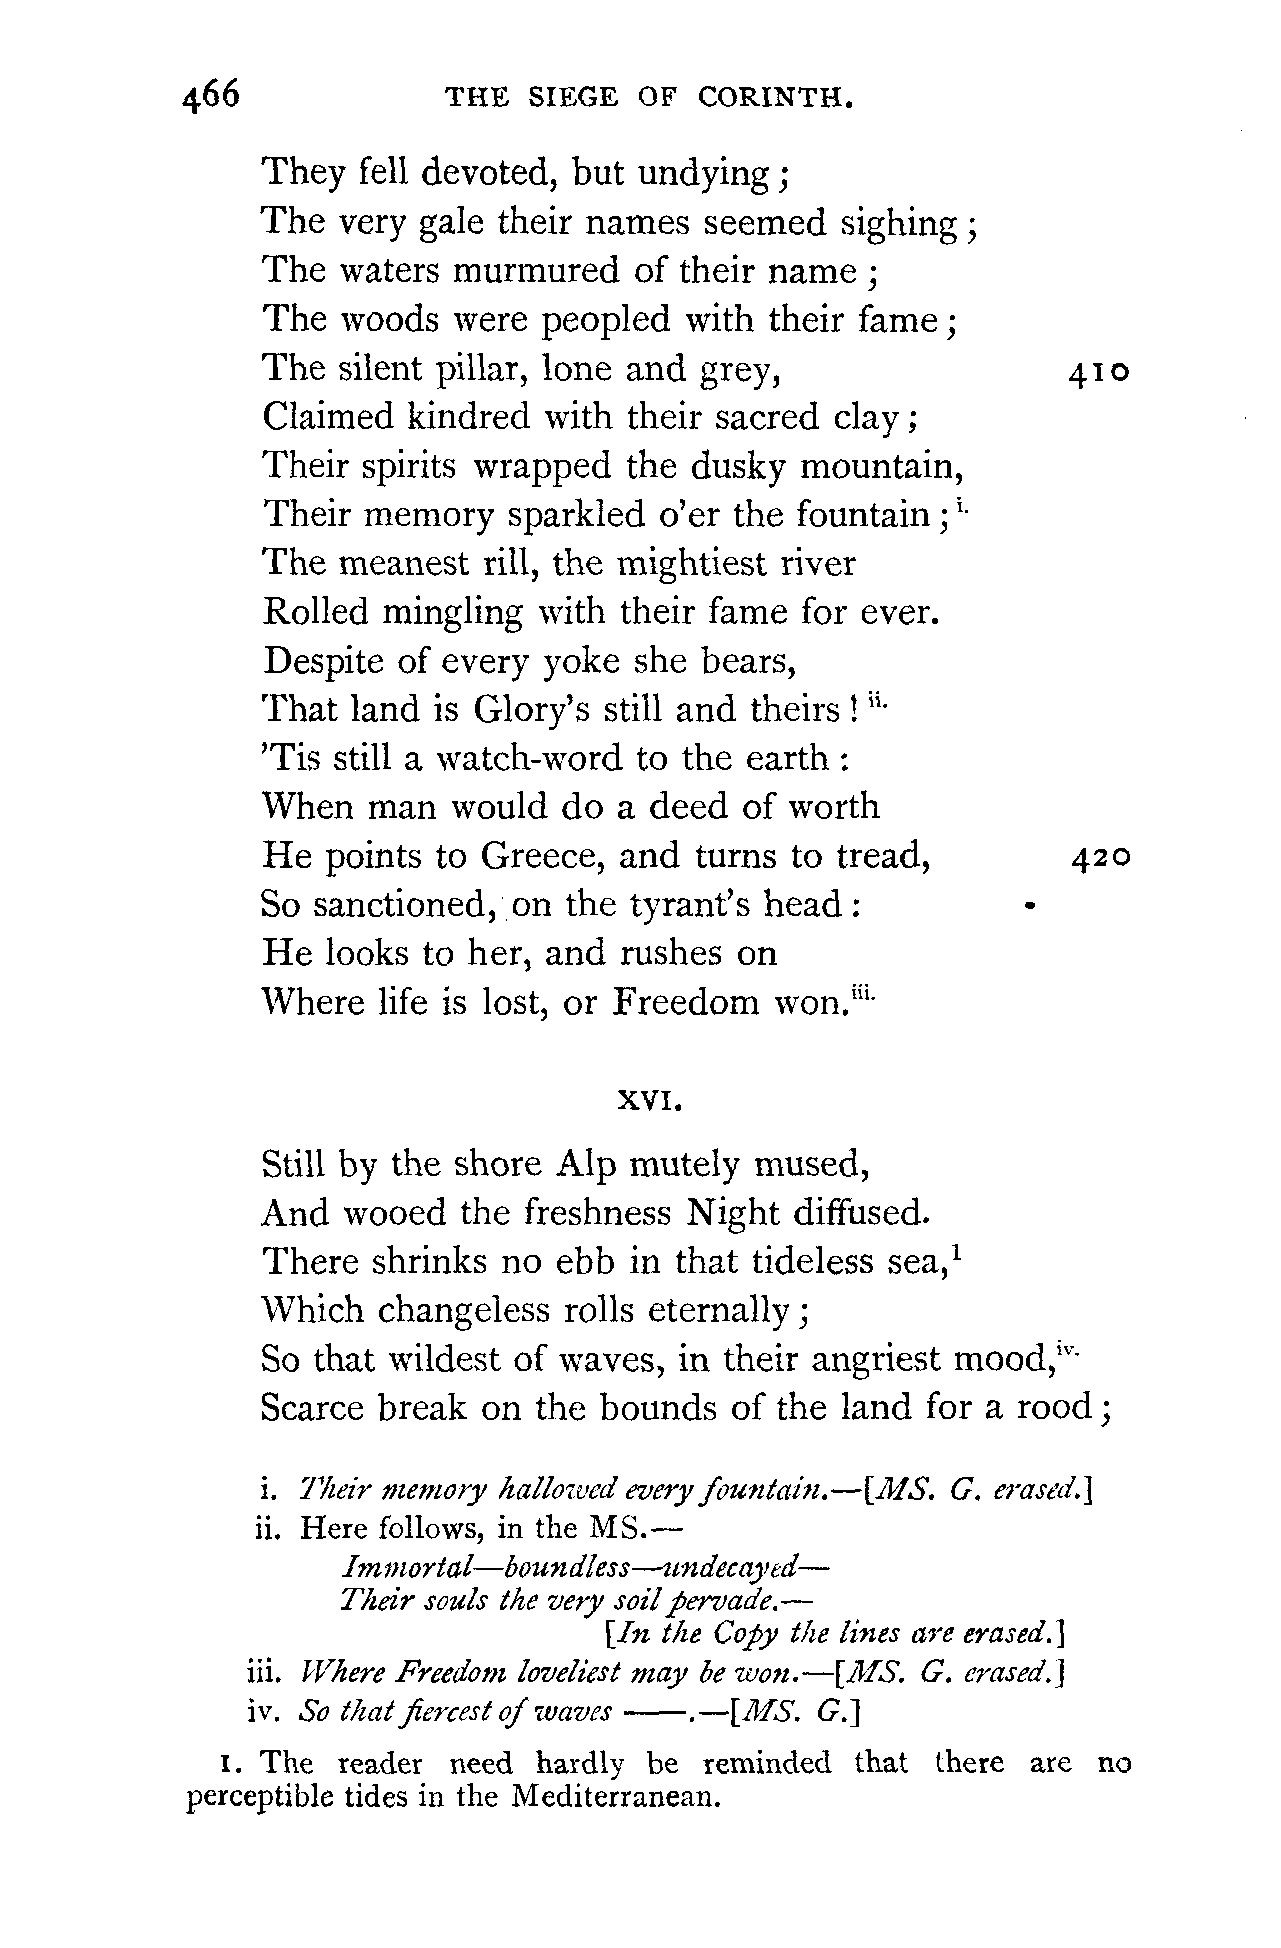 466 THE SIEGE OF CORINTH.
They fell devoted, but undying;
The very gale their names seemed sighing;
The waters murmured of their name;
The woods were peopled with their fame;
The silent pillar, lone and grey, 410
Claimed kindred with their sacred clay;
Their spirits wrapped the dusky mountain,
Their memory sparkled o'er the fountain; i.
The meanest rill, the mightiest river
Rolled mingling with their fame for ever.
Despite of every yoke she bears,
That land is Glory's still and theirs! ii.
'Tis still a watch-word to the earth:
When man would do a deed of worth
He points to Greece, and turns to tread, 420
So sanctioned, on the tyrant's head:
He looks to her, and rushes on
Where life is lost, or Freedom won.iii.
XVI.
Still by the shore Alp mutely mused,
And wooed the freshness Night diffused.
There shrinks no ebb in that tideless sea,1
Which changeless rolls eternally;
So that wildest of waves, in their angriest mood,iv.
Scarce break on the bounds of the land for a rood;
i. Their memory hallowed every fountain.—[MS. G. erased.]
ii. Here follows, in the MS.—
Immortal—boundless—undecayed—
Their souls the very soil pervade.—
[In the Copy the lines are erased.]
iii. Where Freedom loveliest may be won.—[MS. G. erased.]
iv. So that fiercest of waves ——.—[MS. G.]
1. The reader need hardly be reminded that there are no
perceptible tides in the Mediterranean.